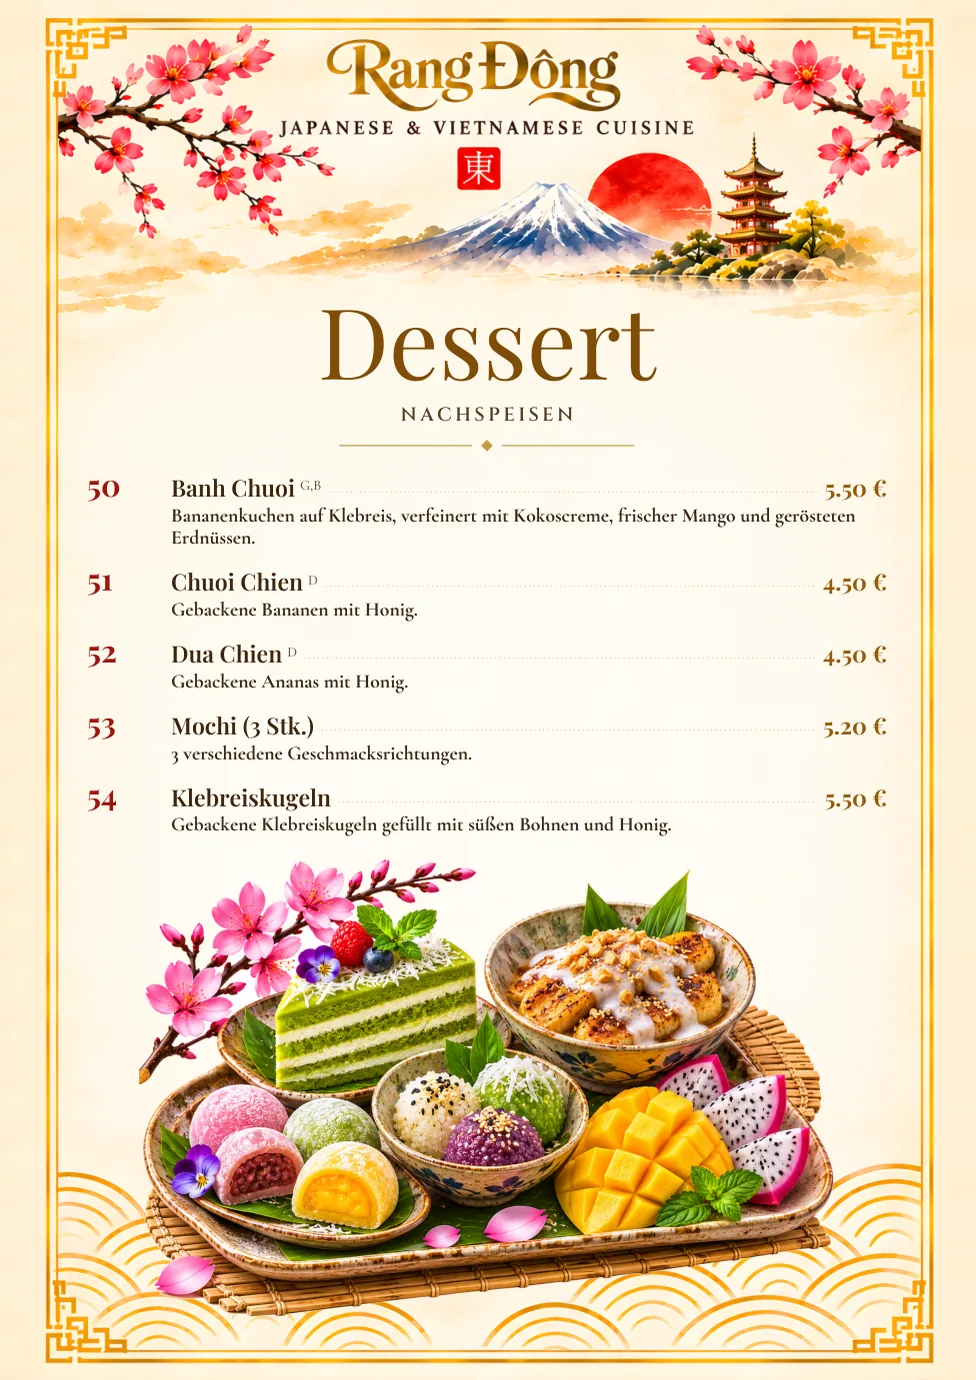 Rang Đông
JAPANESE & VIETNAMESE CUISINE
東
Dessert
NACHSPEISEN
50 Banh Chuoi G,B 5.50 €
Bananenkuchen auf Klebreis, verfeinert mit Kokoscreme, frischer Mango und gerösteten
Erdnüssen.
51 Chuoi Chien D 4.50 €
Gebackene Bananen mit Honig.
52 Dua Chien D 4.50 €
Gebackene Ananas mit Honig.
53 Mochi (3 Stk.) 5.20 €
3 verschiedene Geschmacksrichtungen.
54 Klebreiskugeln 5.50 €
Gebackene Klebreiskugeln gefüllt mit süßen Bohnen und Honig.